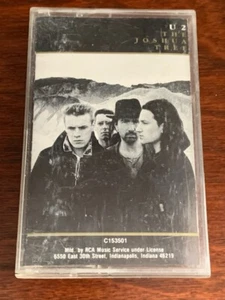 U2
THE
JOSHUA
TREE
C153501
Mfd. by RCA Music Service under License
6550 East 30th Street, Indianapolis, Indiana 46219